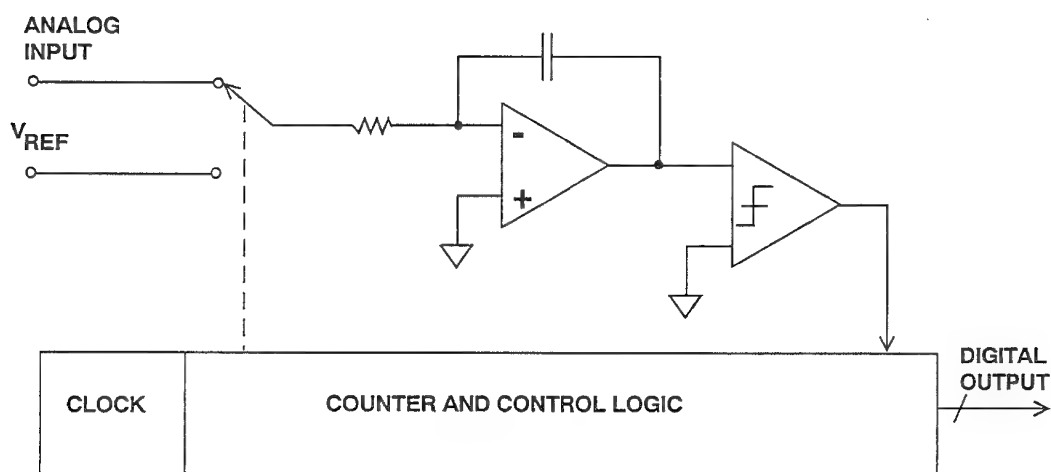 ANALOG
INPUT
VREF
-
+
CLOCK
COUNTER AND CONTROL LOGIC
DIGITAL
OUTPUT